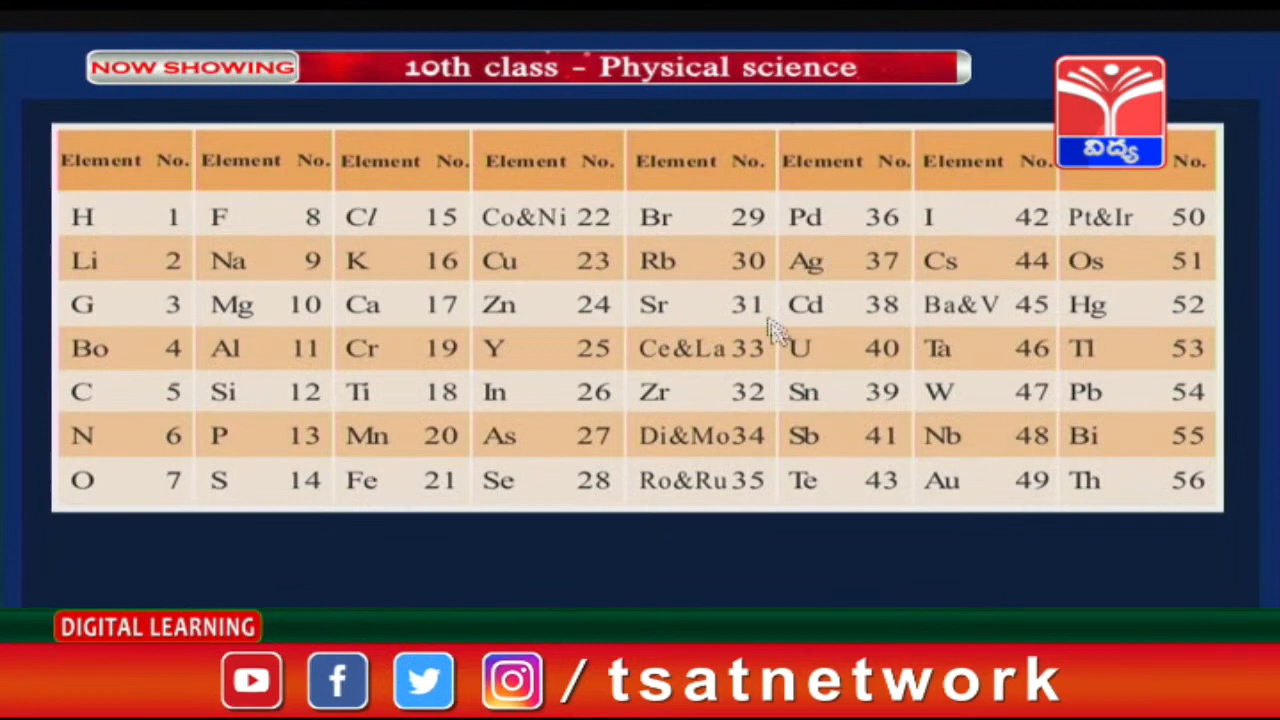 NOW SHOWING 10th class - Physical science
విద్య
Element No. Element No. Element No. Element No. Element No. Element No. Element No. No.
H 1 F 8 Cl 15 Co&Ni 22 Br 29 Pd 36 I 42 Pt&Ir 50
Li 2 Na 9 K 16 Cu 23 Rb 30 Ag 37 Cs 44 Os 51
G 3 Mg 10 Ca 17 Zn 24 Sr 31 Cd 38 Ba&V 45 Hg 52
Bo 4 Al 11 Cr 19 Y 25 Ce&La 33 U 40 Ta 46 Tl 53
C 5 Si 12 Ti 18 In 26 Zr 32 Sn 39 W 47 Pb 54
N 6 P 13 Mn 20 As 27 Di&Mo 34 Sb 41 Nb 48 Bi 55
O 7 S 14 Fe 21 Se 28 Ro&Ru 35 Te 43 Au 49 Th 56
DIGITAL LEARNING
/ tsatnetwork